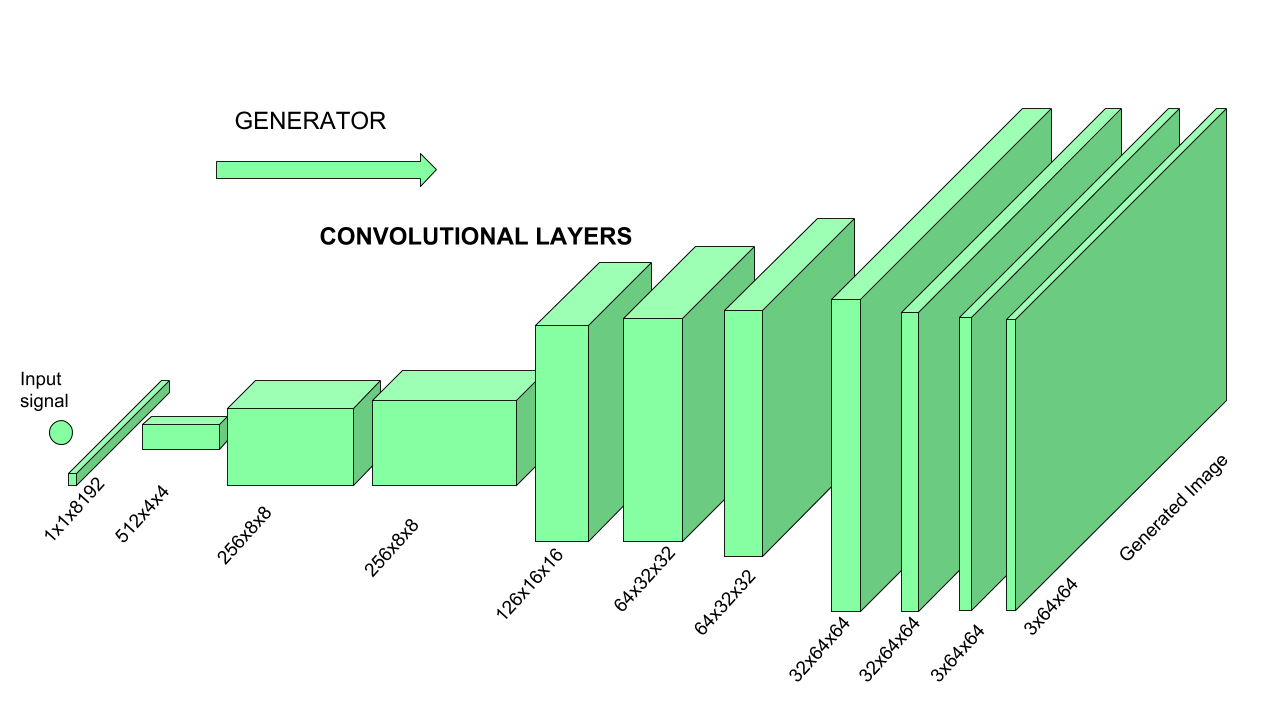 GENERATOR
CONVOLUTIONAL LAYERS
Input
signal
1x1x8192
512x4x4
256x8x8
256x8x8
126x16x16
64x32x32
64x32x32
32x64x64
32x64x64
3x64x64
3x64x64
Generated Image